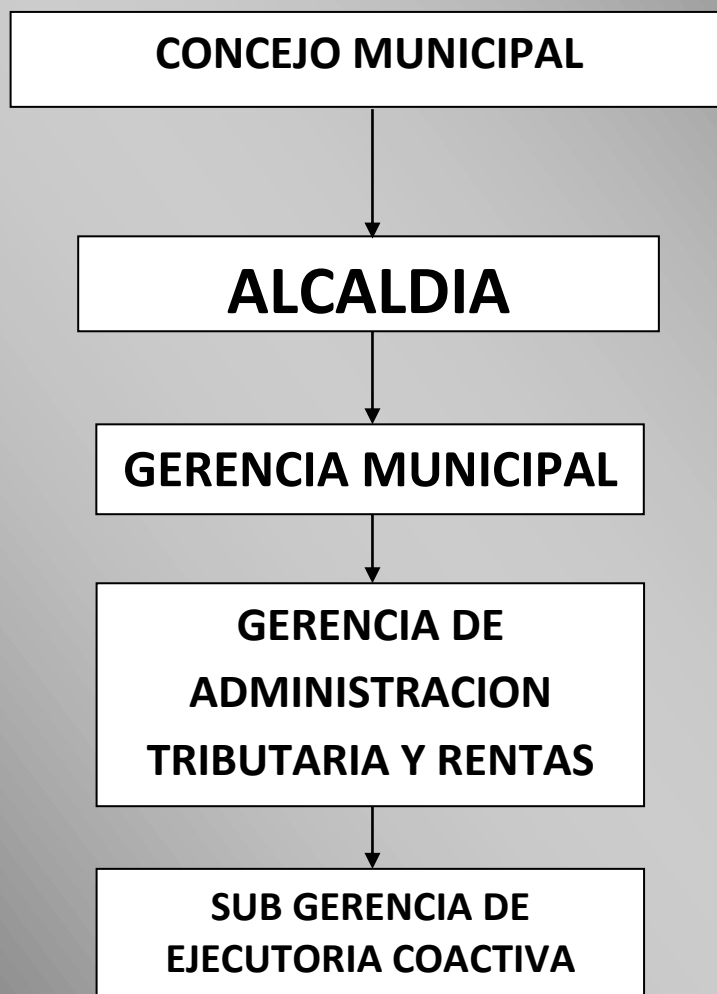 CONCEJO MUNICIPAL
ALCALDIA
GERENCIA MUNICIPAL
GERENCIA DE
ADMINISTRACION
TRIBUTARIA Y RENTAS
SUB GERENCIA DE
EJECUTORIA COACTIVA